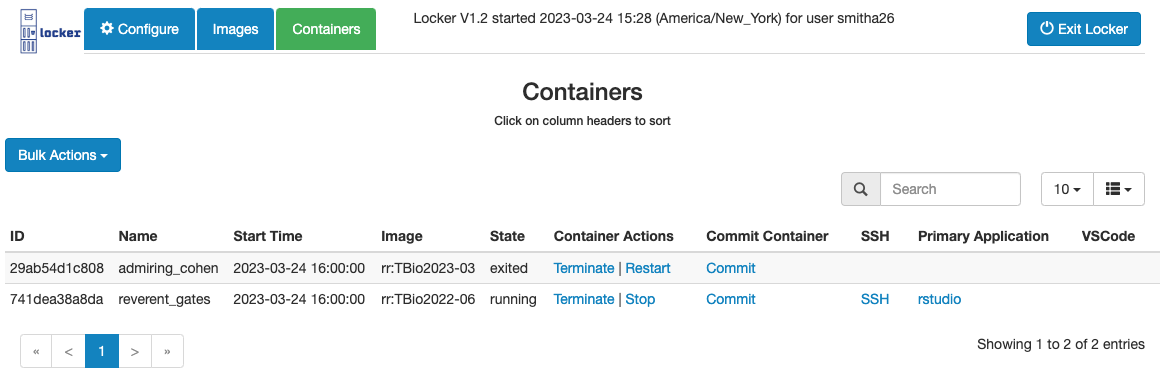 locker Configure Images Containers Locker V1.2 started 2023-03-24 15:28 (America/New_York) for user smitha26 Exit Locker
Containers
Click on column headers to sort
Bulk Actions
Search 10
ID Name Start Time Image State Container Actions Commit Container SSH Primary Application VSCode
29ab54d1c808 admiring_cohen 2023-03-24 16:00:00 rr:TBio2023-03 exited Terminate | Restart Commit
741dea38a8da reverent_gates 2023-03-24 16:00:00 rr:TBio2022-06 running Terminate | Stop Commit SSH rstudio
« < 1 > » Showing 1 to 2 of 2 entries